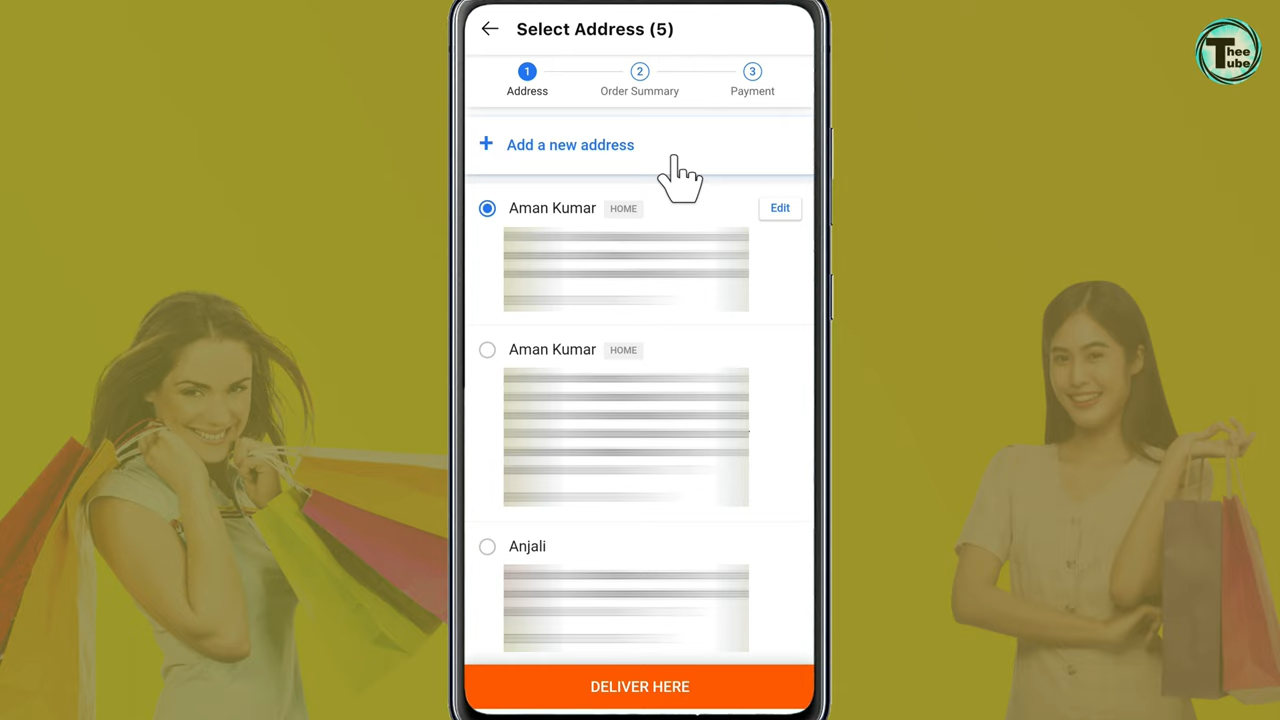 Select Address (5)
1 2 3
Address Order Summary Payment
+ Add a new address
Aman Kumar HOME Edit
Aman Kumar HOME
Anjali
DELIVER HERE
Thee
Tube